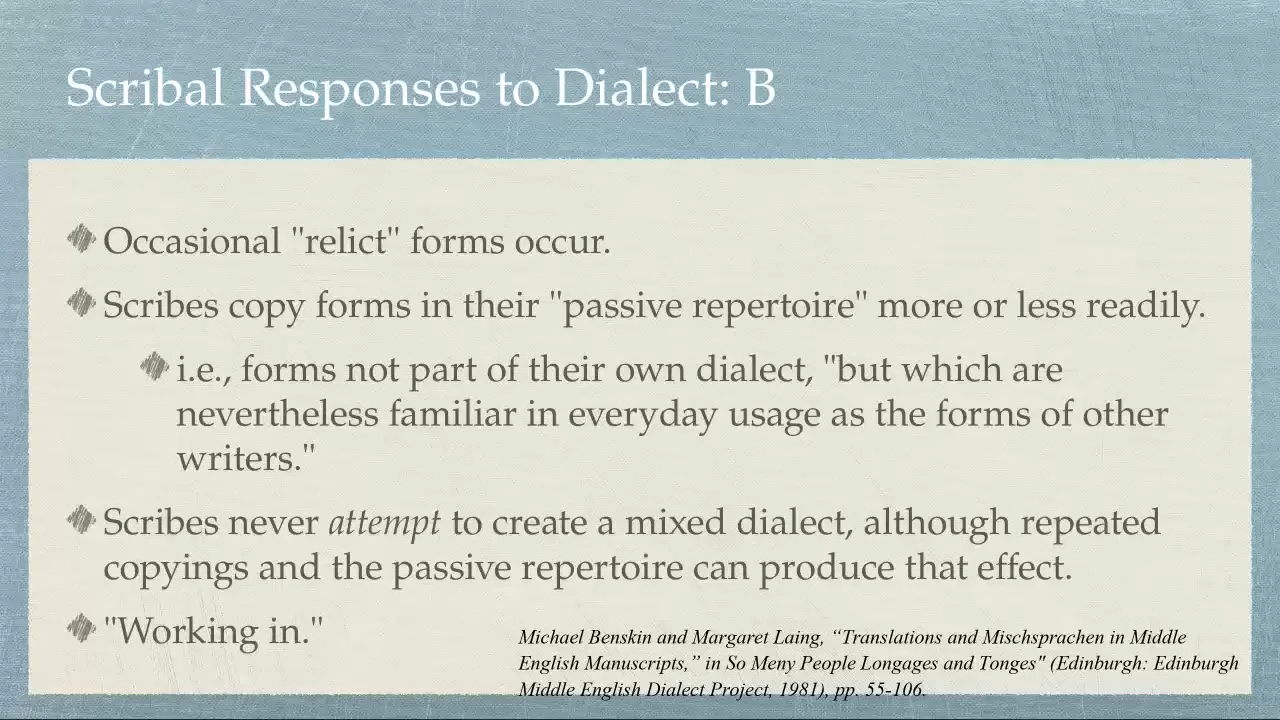 Scribal Responses to Dialect: B
Occasional "relict" forms occur.
Scribes copy forms in their "passive repertoire" more or less readily.
i.e., forms not part of their own dialect, "but which are
nevertheless familiar in everyday usage as the forms of other
writers."
Scribes never attempt to create a mixed dialect, although repeated
copyings and the passive repertoire can produce that effect.
"Working in."
Michael Benskin and Margaret Laing, “Translations and Mischsprachen in Middle
English Manuscripts,” in So Meny People Longages and Tonges" (Edinburgh: Edinburgh
Middle English Dialect Project, 1981), pp. 55-106.